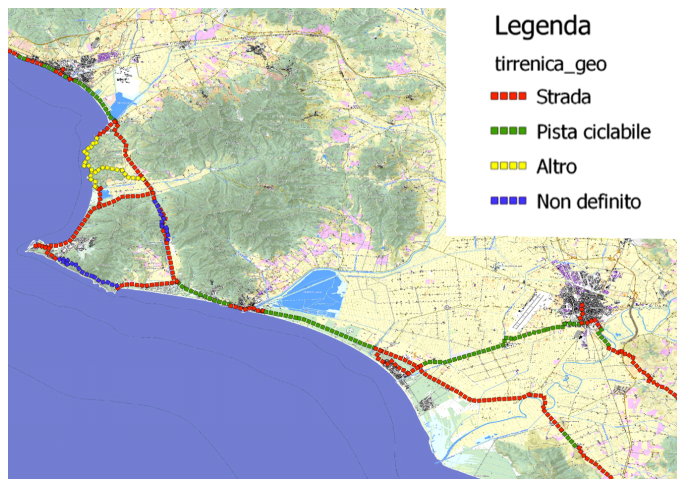 Legenda
tirrenica_geo
Strada
Pista ciclabile
Altro
Non definito